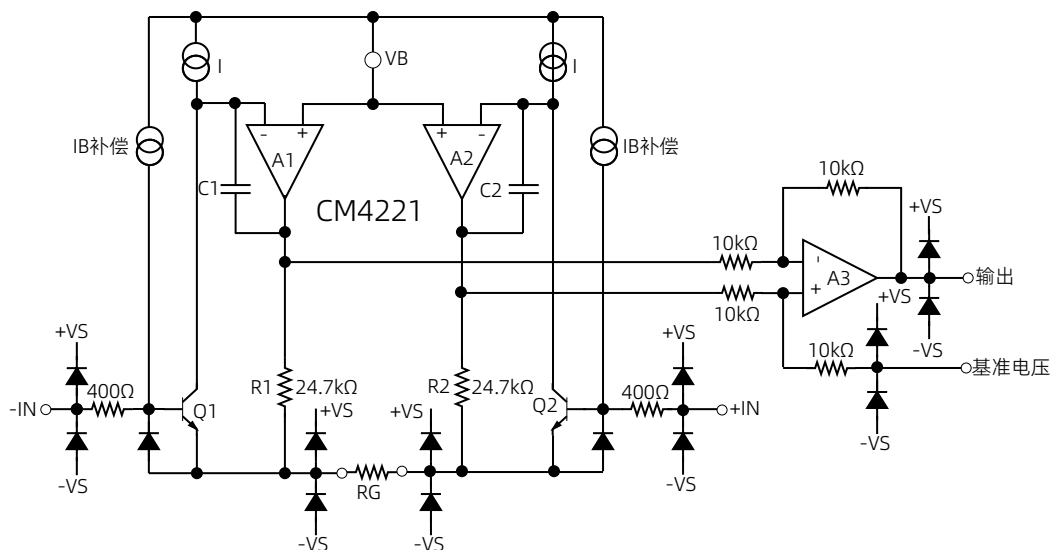 I
VB
I
IB补偿
- +
A1
+ -
A2
IB补偿
C1
C2
CM4221
10kΩ
+VS
10kΩ
-
+
A3
输出
10kΩ
+VS
-VS
10kΩ
基准电压
-VS
+VS
400Ω
-IN
Q1
R1
24.7kΩ
R2
24.7kΩ
Q2
400Ω
+VS
+IN
-VS
+VS
+VS
-VS
RG
-VS
-VS